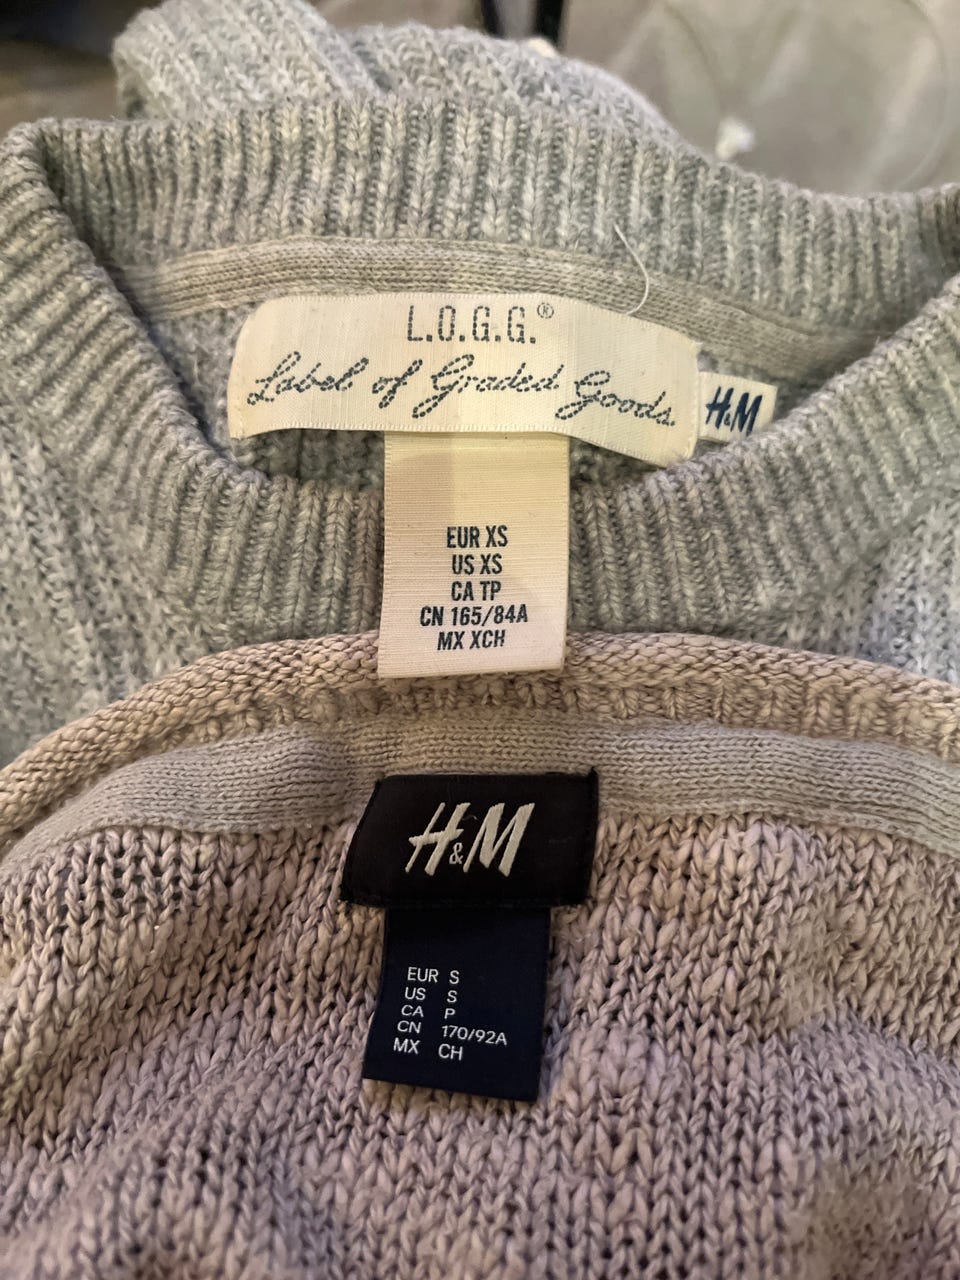 L.O.G.G.®
Label of Graded Goods.
H&M
EUR XS
US XS
CA TP
CN 165/84A
MX XCH
H&M
EUR S
US S
CA P
CN 170/92A
MX CH